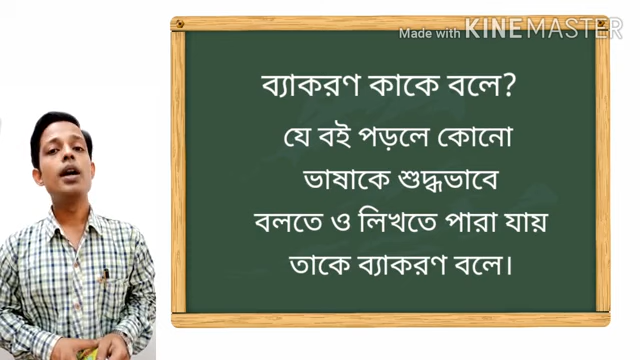 Made with KINEMASTER
ব্যাকরণ কাকে বলে?
যে বই পড়লে কোনো
ভাষাকে শুদ্ধভাবে
বলতে ও লিখতে পারা যায়
তাকে ব্যাকরণ বলে।